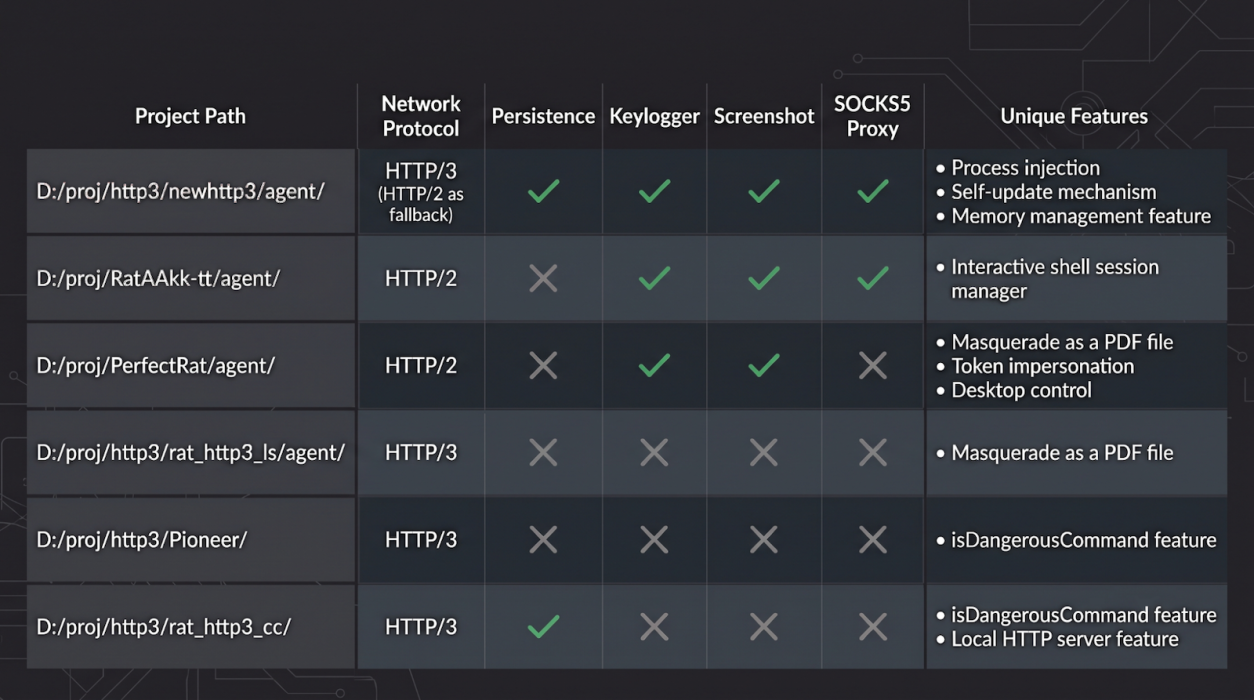 Project Path
Network
Protocol
Persistence
Keylogger
Screenshot
SOCKS5
Proxy
Unique Features
D:/proj/http3/newhttp3/agent/
HTTP/3
(HTTP/2 as
fallback)
• Process injection
• Self-update mechanism
• Memory management feature
D:/proj/RatAAkk-tt/agent/
HTTP/2
• Interactive shell session
manager
D:/proj/PerfectRat/agent/
HTTP/2
• Masquerade as a PDF file
• Token impersonation
• Desktop control
D:/proj/http3/rat_http3_ls/agent/
HTTP/3
• Masquerade as a PDF file
D:/proj/http3/Pioneer/
HTTP/3
• isDangerousCommand feature
D:/proj/http3/rat_http3_cc/
HTTP/3
• isDangerousCommand feature
• Local HTTP server feature